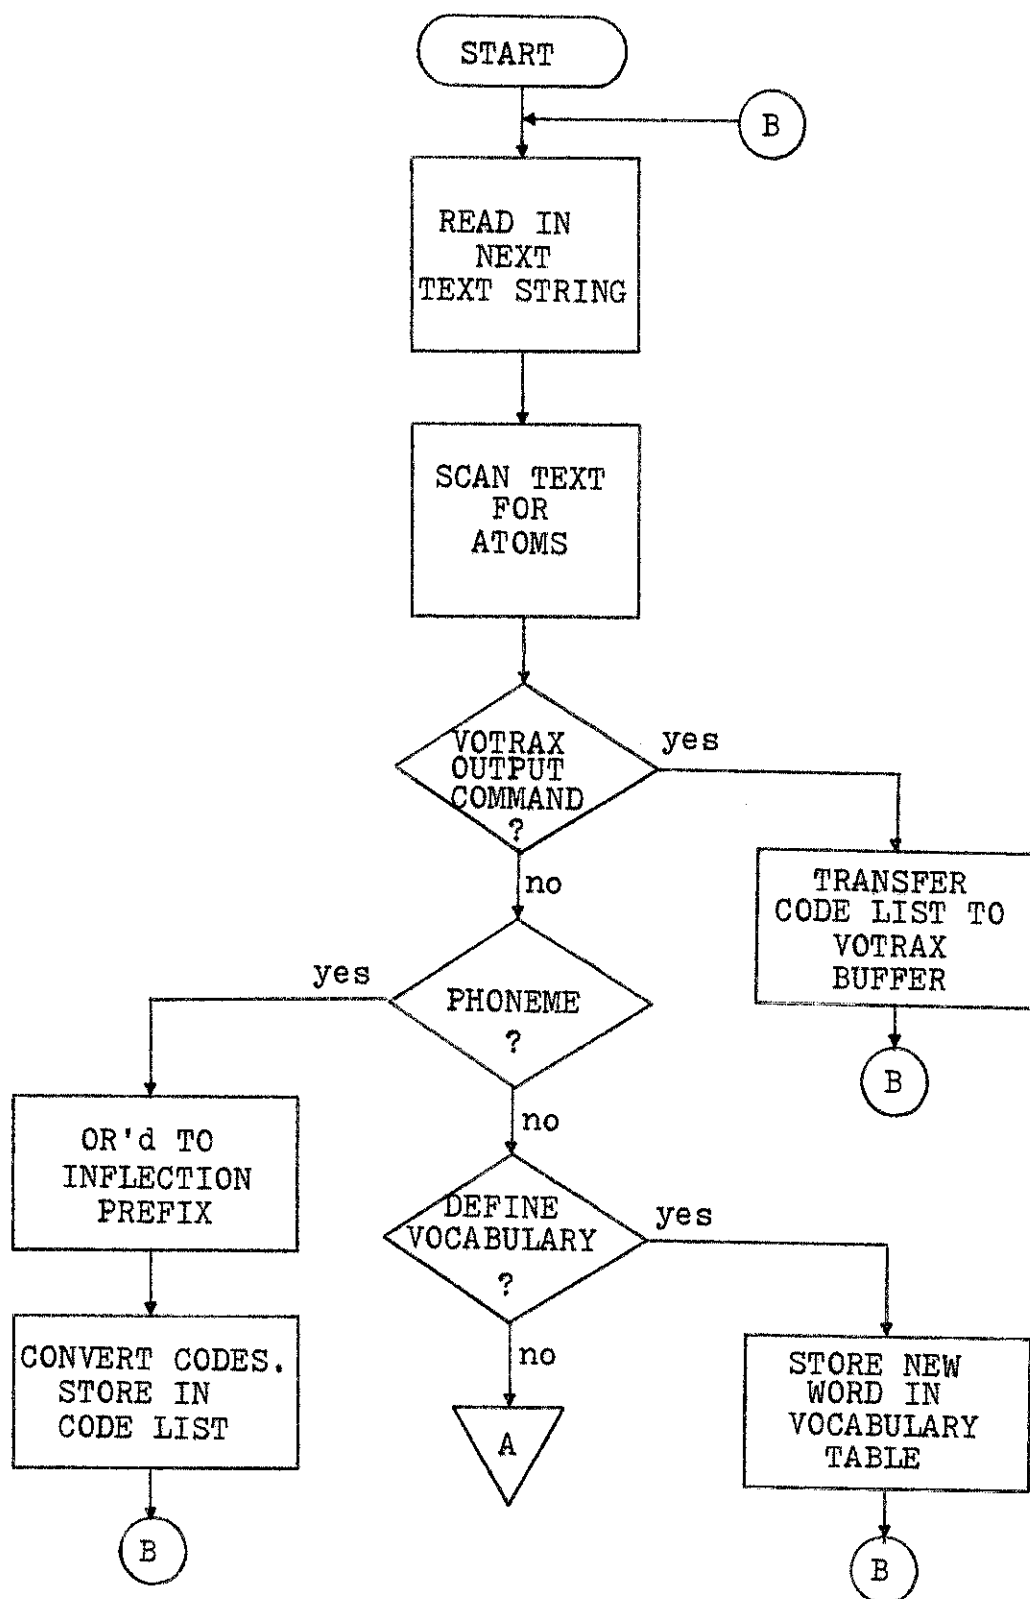 START
B
READ IN
NEXT
TEXT STRING
SCAN TEXT
FOR
ATOMS
VOTRAX
OUTPUT
COMMAND
?
yes
no
TRANSFER
CODE LIST TO
VOTRAX
BUFFER
B
yes
PHONEME
?
no
OR'd TO
INFLECTION
PREFIX
DEFINE
VOCABULARY
?
yes
no
CONVERT CODES.
STORE IN
CODE LIST
B
A
STORE NEW
WORD IN
VOCABULARY
TABLE
B